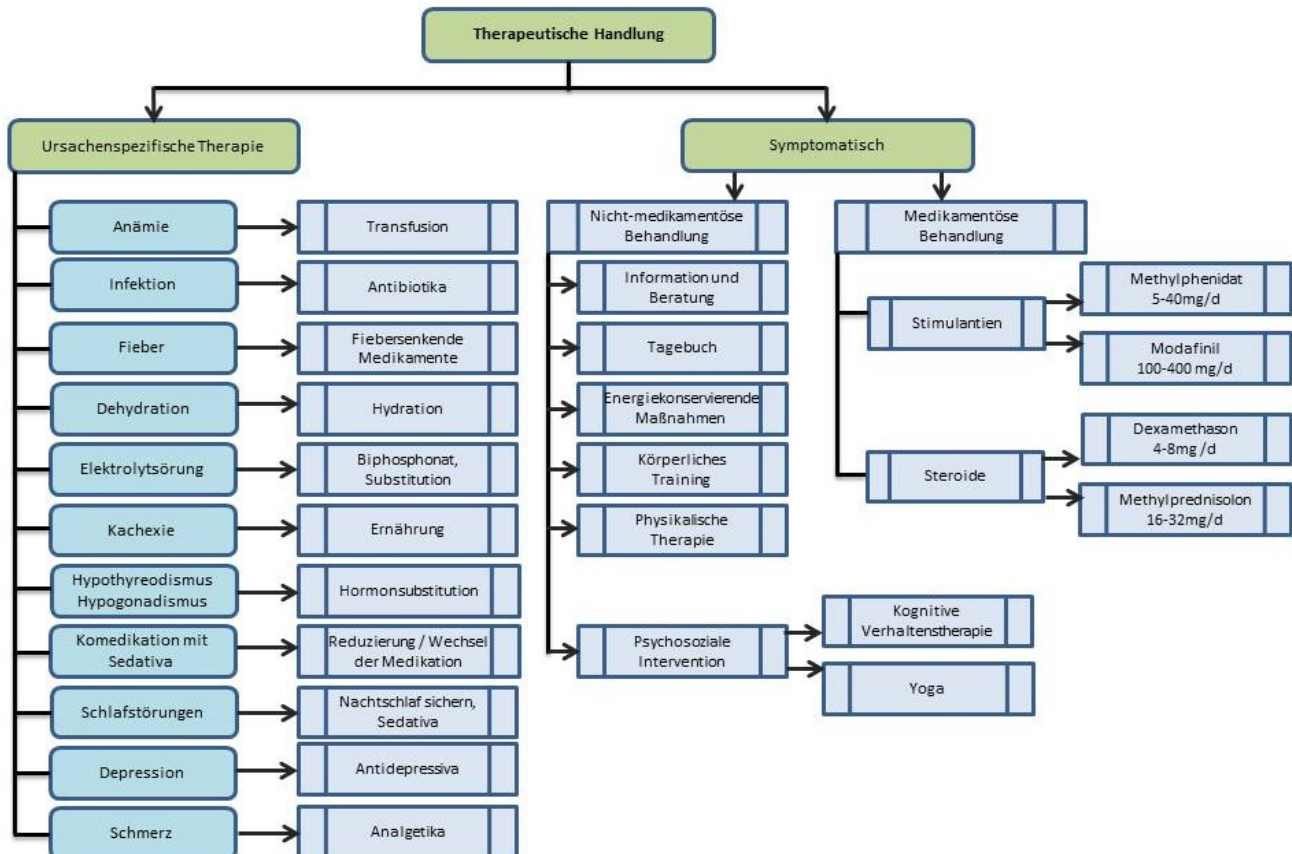 Therapeutische Handlung
Ursachenspezifische Therapie
Anämie
Transfusion
Infektion
Antibiotika
Fieber
Fiebersenkende
Medikamente
Dehydration
Hydration
Elektrolytsörung
Biphosphonat,
Substitution
Kachexie
Ernährung
Hypothyreodismus
Hypogonadismus
Hormonsubstitution
Komedikation mit
Sedativa
Reduzierung / Wechsel
der Medikation
Schlafstörungen
Nachtschlaf sichern,
Sedativa
Depression
Antidepressiva
Schmerz
Analgetika
Symptomatisch
Nicht-medikamentöse
Behandlung
Information und
Beratung
Tagebuch
Energiekonservierende
Maßnahmen
Körperliches
Training
Physikalische
Therapie
Psychosoziale
Intervention
Kognitive
Verhaltenstherapie
Yoga
Medikamentöse
Behandlung
Stimulantien
Methylphenidat
5-40mg/d
Modafinil
100-400 mg/d
Steroide
Dexamethason
4-8mg /d
Methylprednisolon
16-32mg/d